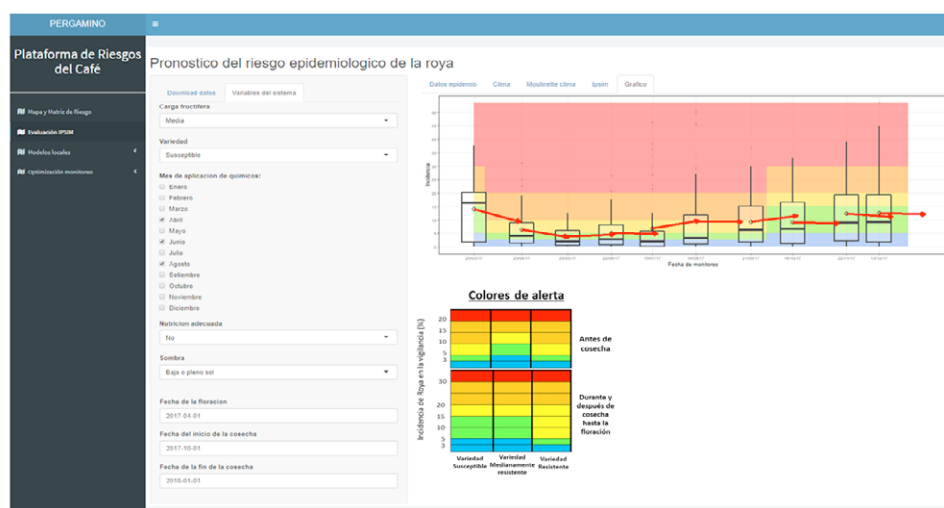 PERGAMINO
Plataforma de Riesgos
del Café
Mapa y Matriz de Riesgo
Evaluación IPSIM
Modelos locales
Optimización monitoreo
Pronostico del riesgo epidemiologico de la roya
Download datos
Variables del sistema
Carga fructifera
Media
Variedad
Susceptible
Mes de aplicacion de quimicos:
Enero
Febrero
Marzo
Abril
Mayo
Junio
Julio
Agosto
Setiembre
Octubre
Noviembre
Diciembre
Nutricion adecuada
No
Sombra
Baja o pleno sol
Fecha de la floracion
2017-04-01
Fecha del inicio de la cosecha
2017-10-01
Fecha de la fin de la cosecha
2018-01-01
Datos epidemio
Clima
Moulinette clima
Ipsim
Grafico
Incidencia
Fecha de monitoreo
Colores de alerta
Incidencia de Roya en la vigilancia (%)
20
15
10
5
3
Antes de
cosecha
30
20
15
10
5
3
Durante y
después de
cosecha
hasta la
floración
Variedad
Susceptible
Variedad
Medianamente
resistente
Variedad
Resistente